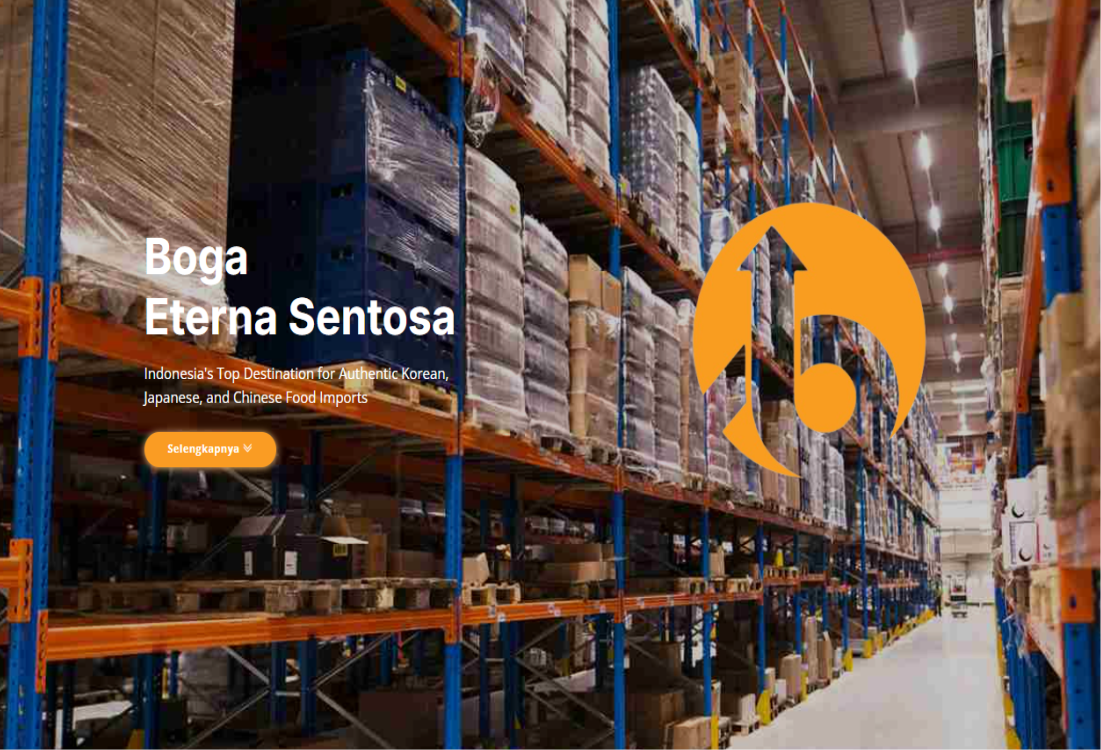 Boga
Eterna Sentosa
Indonesia's Top Destination for Authentic Korean,
Japanese, and Chinese Food Imports
Selengkapnya